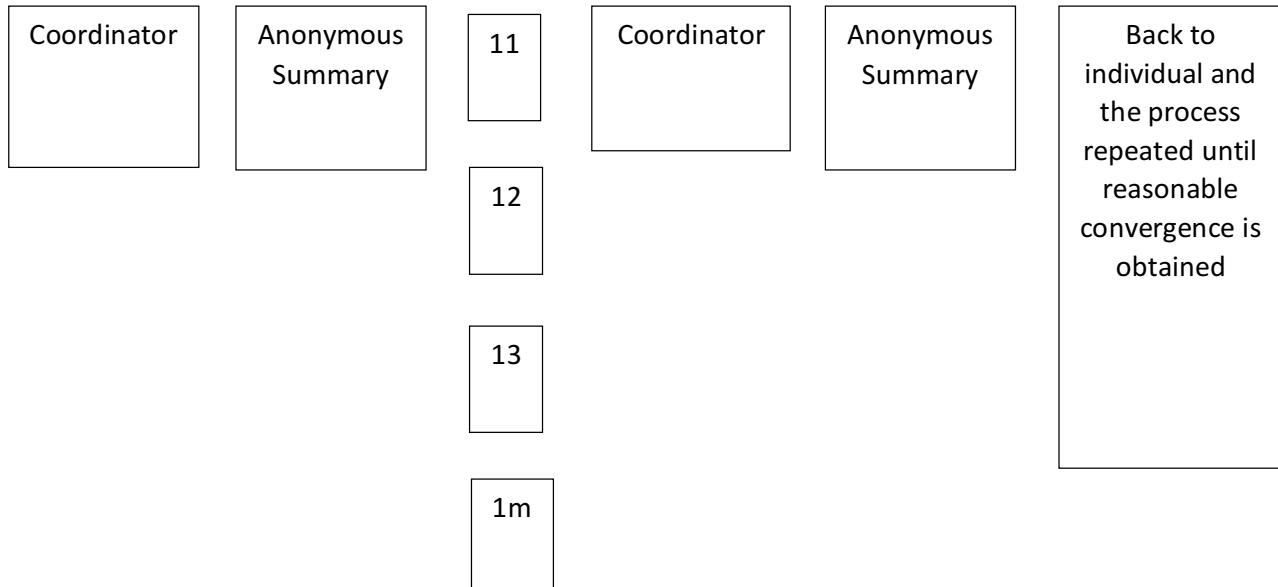 Coordinator
Anonymous
Summary
11
12
13
1m
Coordinator
Anonymous
Summary
Back to
individual and
the process
repeated until
reasonable
convergence is
obtained